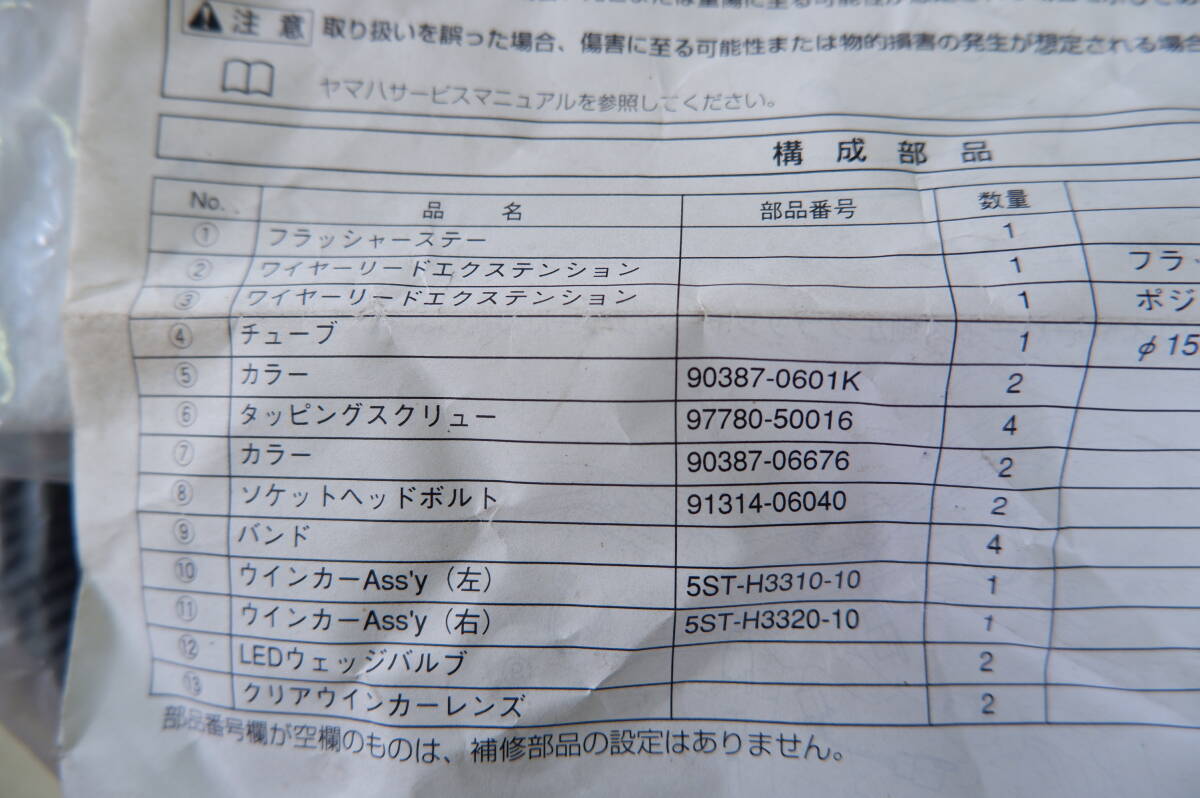 至る可能性が想定
注意 取り扱いを誤った場合、傷害に至る可能性または物的損害の発生が想定される場合
ヤマハサービスマニュアルを参照してください。
構成部品
No. 品名 部品番号 数量
① フラッシャーステー 1
② ワイヤーリードエクステンション 1 フラ
③ ワイヤーリードエクステンション 1 ポジ
④ チューブ 1 φ15
⑤ カラー 90387-0601K 2
⑥ タッピングスクリュー 97780-50016 4
⑦ カラー 90387-06676 2
⑧ ソケットヘッドボルト 91314-06040 2
⑨ バンド 4
⑩ ウインカーAss'y（左） 5ST-H3310-10 1
⑪ ウインカーAss'y（右） 5ST-H3320-10 1
⑫ LEDウェッジバルブ 2
⑬ クリアウインカーレンズ 2
部品番号欄が空欄のものは、補修部品の設定はありません。